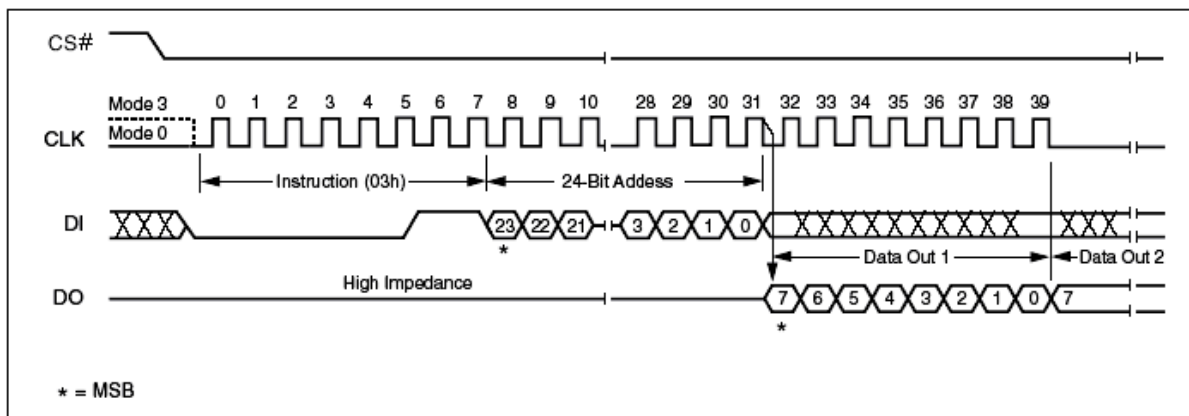 CS#
Mode 3
0 1 2 3 4 5 6 7 8 9 10 28 29 30 31 32 33 34 35 36 37 38 39
CLK
Mode 0
Instruction (03h)
24-Bit Addess
DI
23 22 21 3 2 1 0
*
Data Out 1
Data Out 2
High Impedance
DO
7 6 5 4 3 2 1 0 7
*
* = MSB